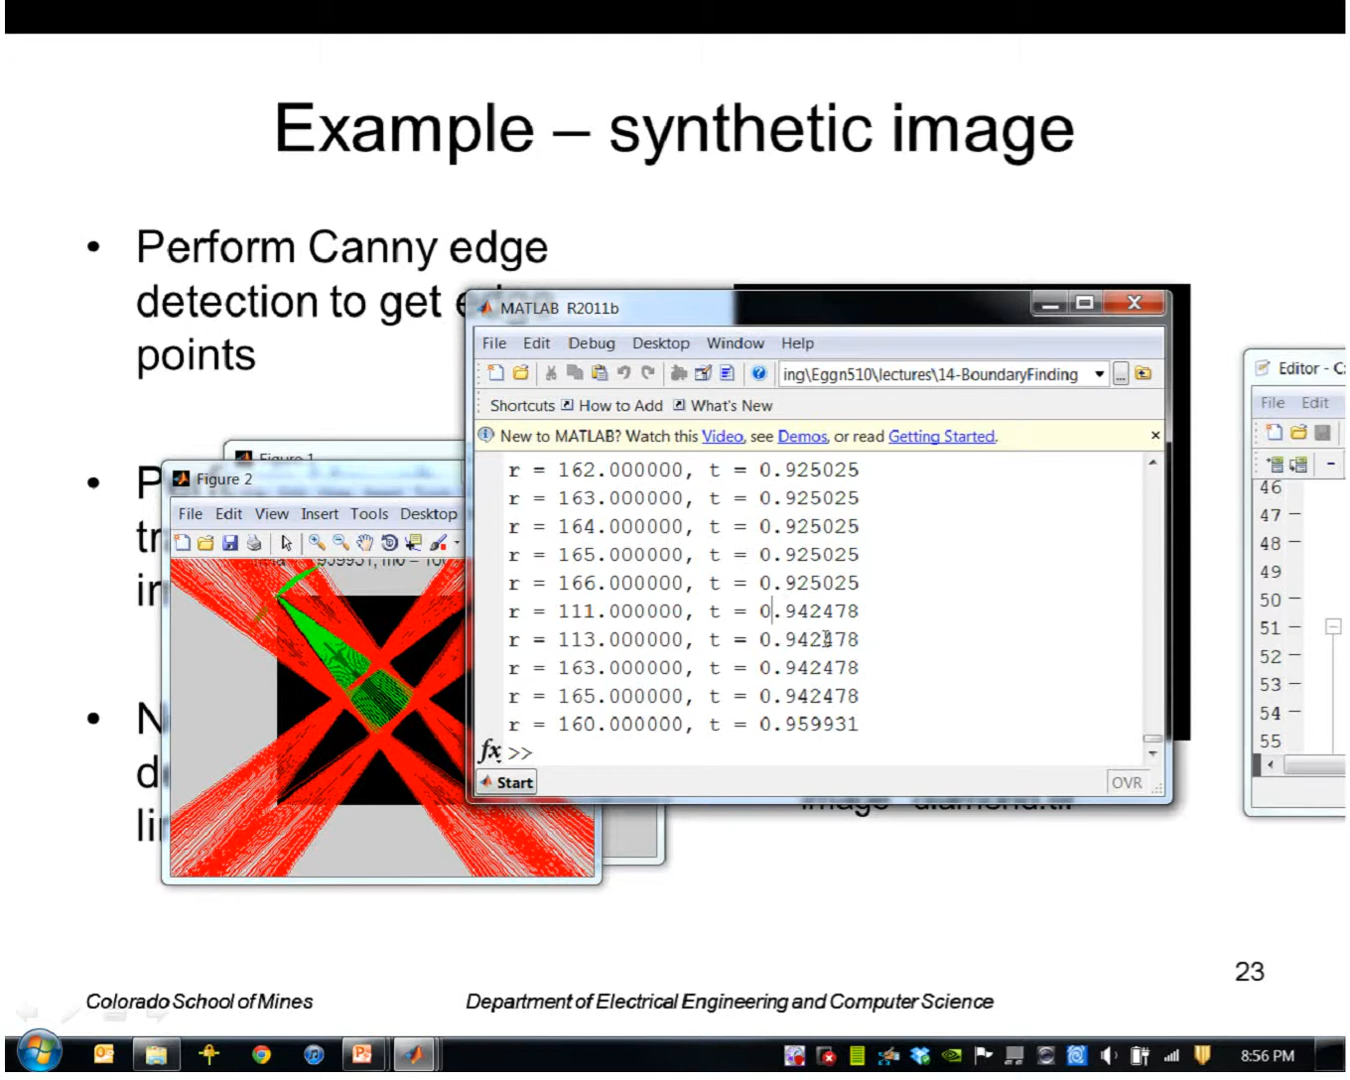 Example – synthetic image
• Perform Canny edge
detection to get edge
points
MATLAB R2011b
File Edit Debug Desktop Window Help
ing\Eggn510\lectures\14-BoundaryFinding
Shortcuts How to Add What's New
New to MATLAB? Watch this Video, see Demos, or read Getting Started.
r = 162.000000, t = 0.925025
r = 163.000000, t = 0.925025
r = 164.000000, t = 0.925025
r = 165.000000, t = 0.925025
r = 166.000000, t = 0.925025
r = 111.000000, t = 0.942478
r = 113.000000, t = 0.942478
r = 163.000000, t = 0.942478
r = 165.000000, t = 0.942478
r = 160.000000, t = 0.959931
fx >>
Start
OVR
Figure 1
Figure 2
File Edit View Insert Tools Desktop
Editor - C:
File Edit
46
47
48
49
50
51
52
53
54
55
23
Colorado School of Mines
Department of Electrical Engineering and Computer Science
8:56 PM